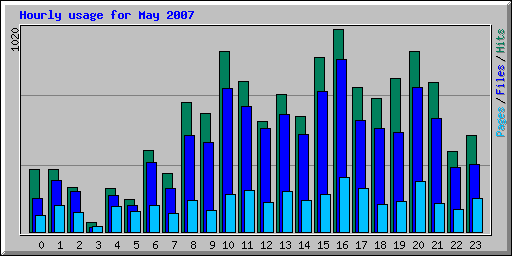 Hourly usage for May 2007
1020
Pages / Files / Hits
0 1 2 3 4 5 6 7 8 9 10 11 12 13 14 15 16 17 18 19 20 21 22 23